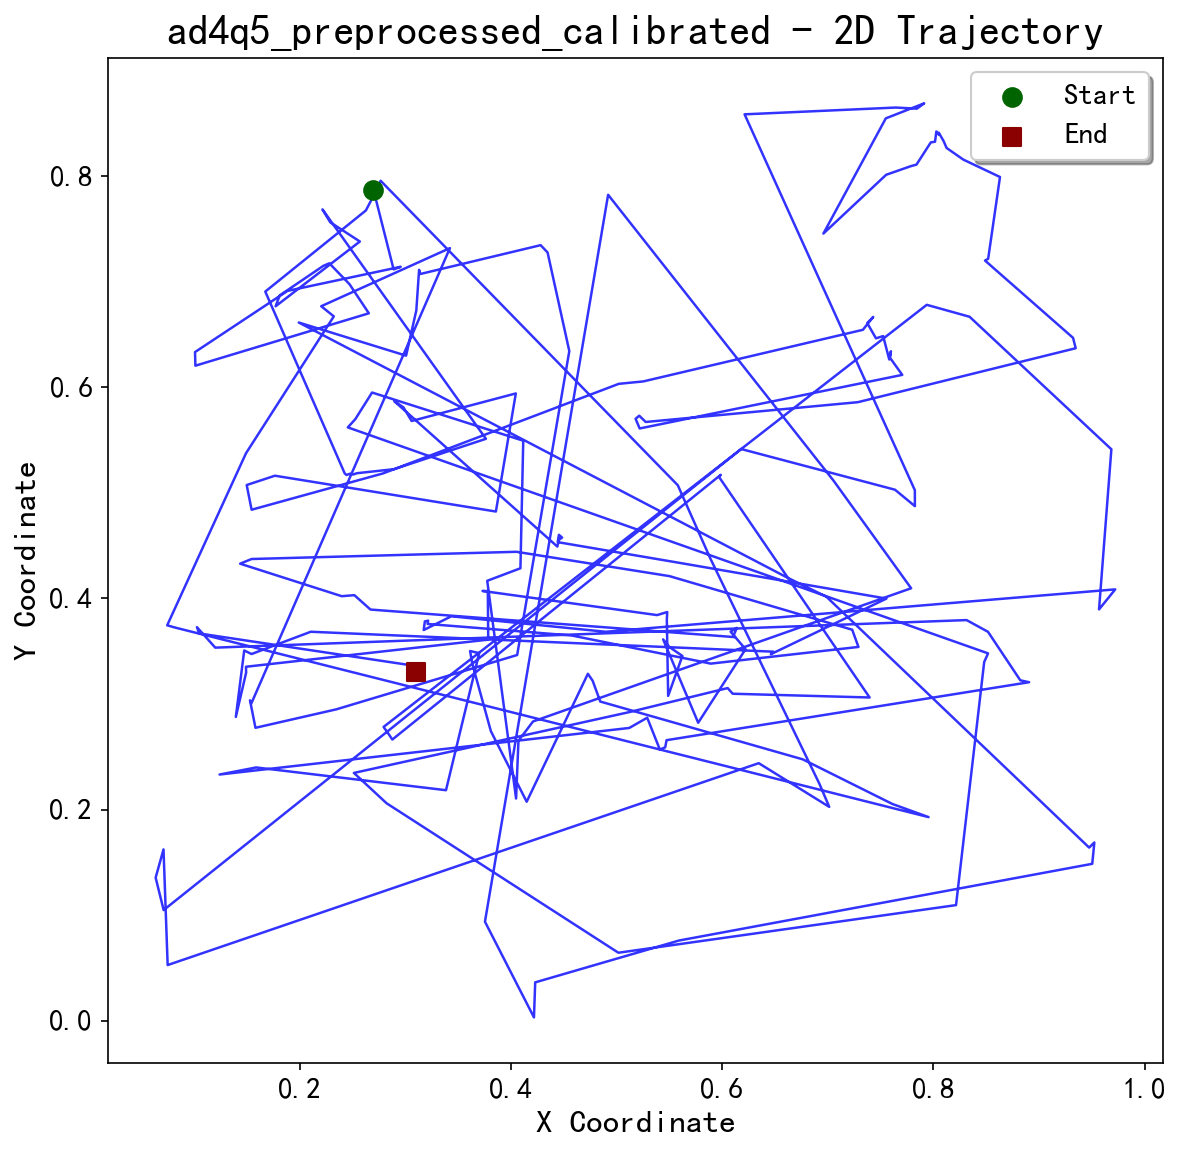 ad4q5_preprocessed_calibrated - 2D Trajectory
Start
End
0.8
0.6
0.4
0.2
0.0
Y Coordinate
0.2 0.4 0.6 0.8 1.0
X Coordinate